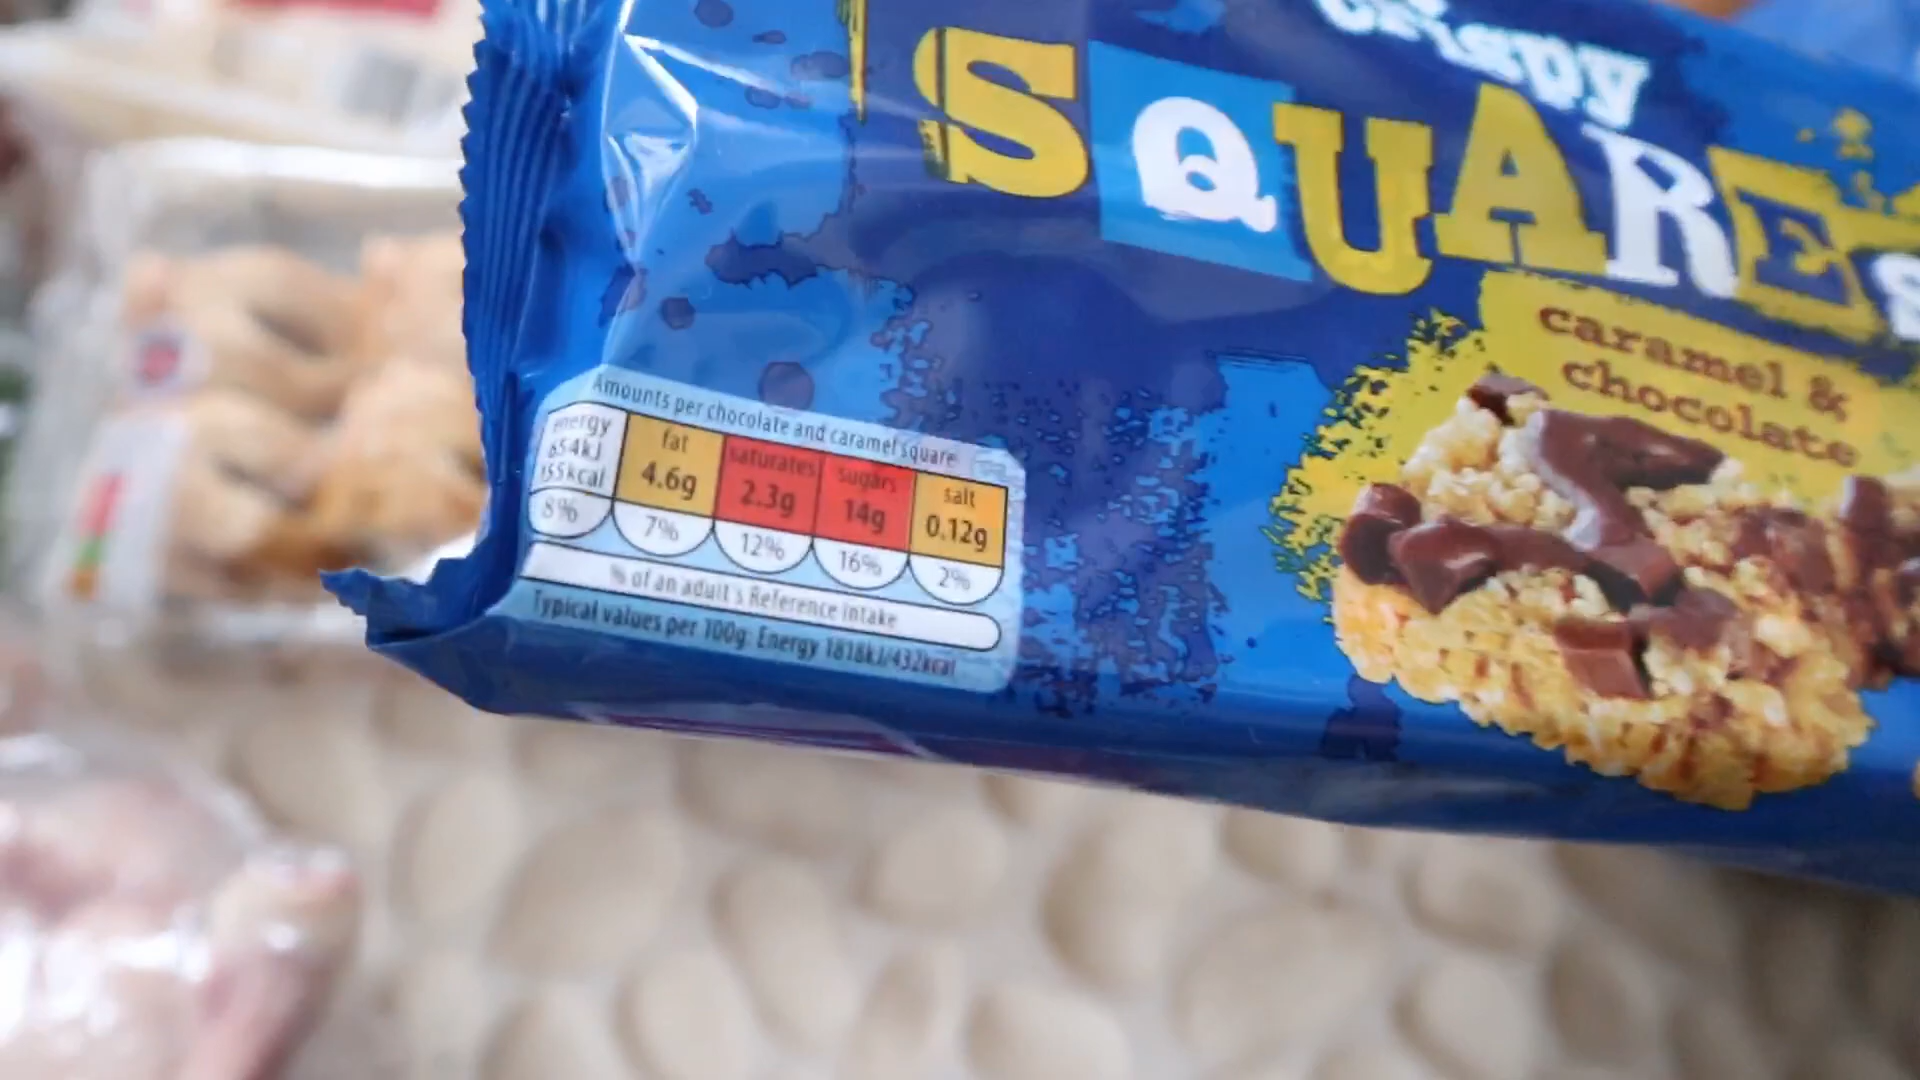 crispy
SQUARES
caramel &
chocolate
Amounts per chocolate and caramel square
energy
654kJ
155kcal
8%
fat
4.6g
7%
saturates
2.3g
12%
sugars
14g
16%
salt
0.12g
2%
% of an adult's Reference Intake
Typical values per 100g: Energy 1818kJ/432kcal